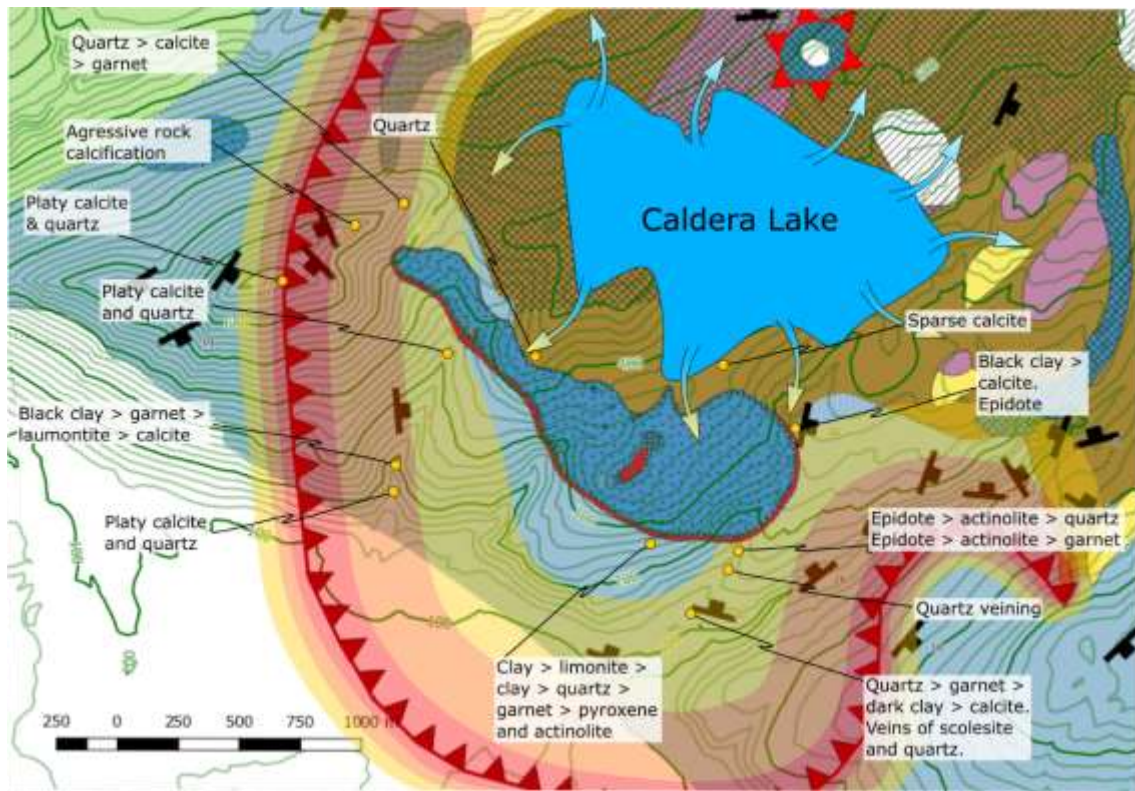 Quartz > calcite
> garnet
Quartz
Agressive rock
calcification
Platy calcite
& quartz
Caldera Lake
Platy calcite
and quartz
Sparse calcite
Black clay >
calcite.
Epidote
Black clay > garnet >
laumontite > calcite
Platy calcite
and quartz
Epidote > actinolite > quartz
Epidote > actinolite > garnet
Quartz veining
Clay > limonite >
clay > quartz >
garnet > pyroxene
and actinolite
Quartz > garnet >
dark clay > calcite.
Veins of scolesite
and quartz.
250 0 250 500 750 1000 m